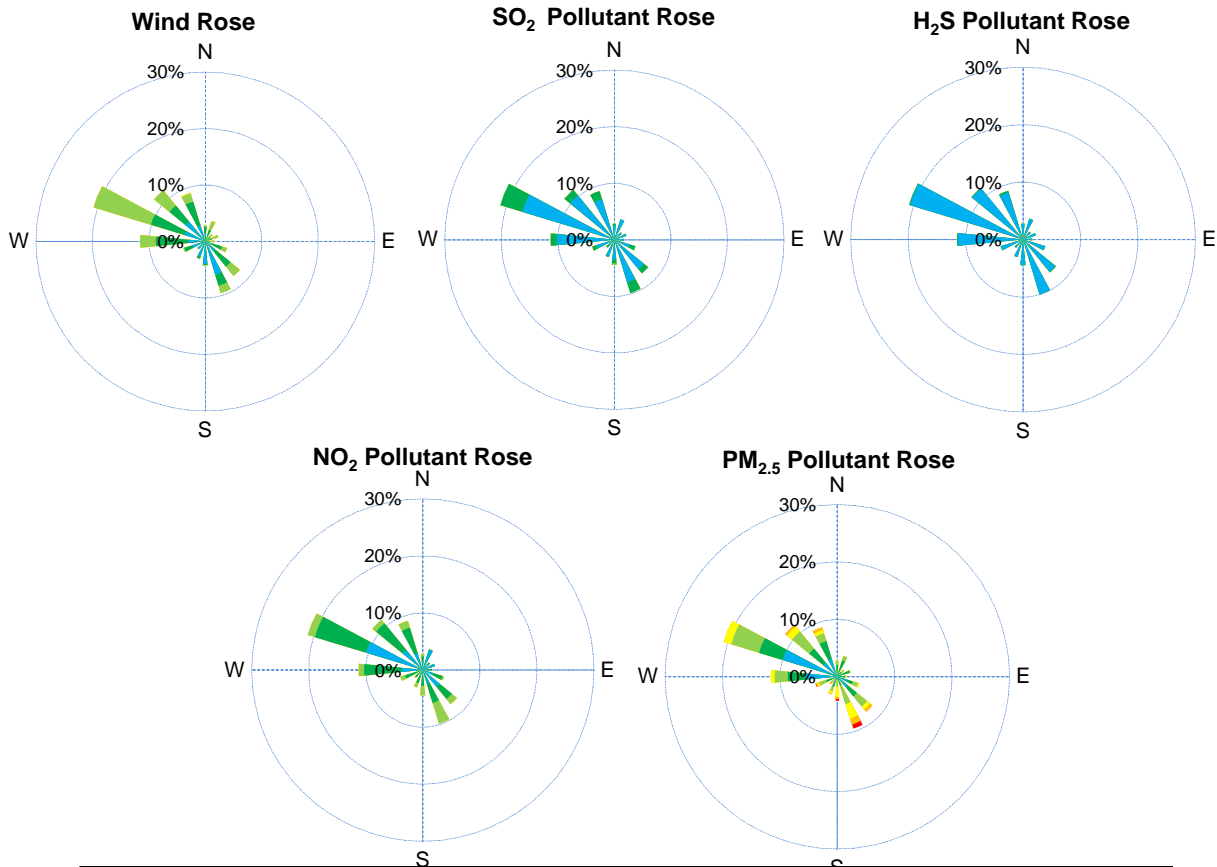 Wind Rose
N
30%
20%
10%
0%
W
E
S
SO₂ Pollutant Rose
N
30%
20%
10%
0%
W
E
S
H₂S Pollutant Rose
N
30%
20%
10%
0%
W
E
S
NO₂ Pollutant Rose
N
30%
20%
10%
0%
W
E
S
PM₂.₅ Pollutant Rose
N
30%
20%
10%
0%
W
E
S